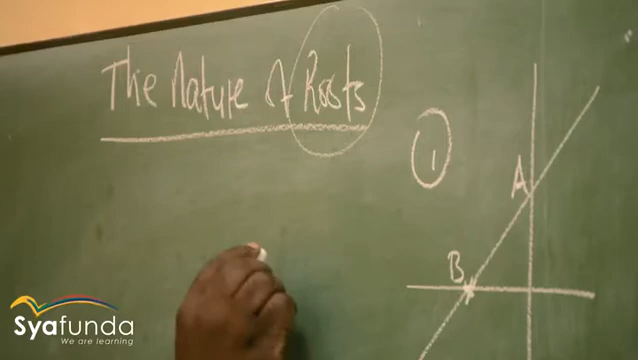 The Nature of Roots
1
A
B
Syafunda
We are learning